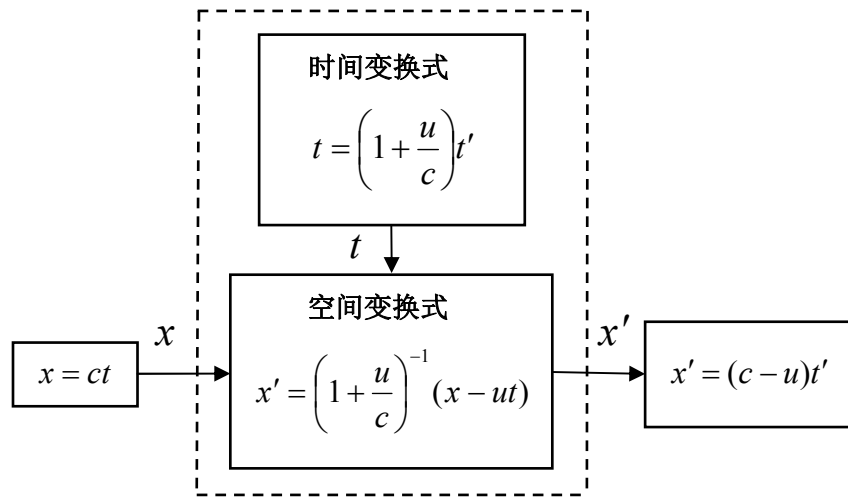 时间变换式
t = (1 + u/c) t′
t
空间变换式
x′ = (1 + u/c)⁻¹ (x − ut)
x
x = ct
x′
x′ = (c − u)t′